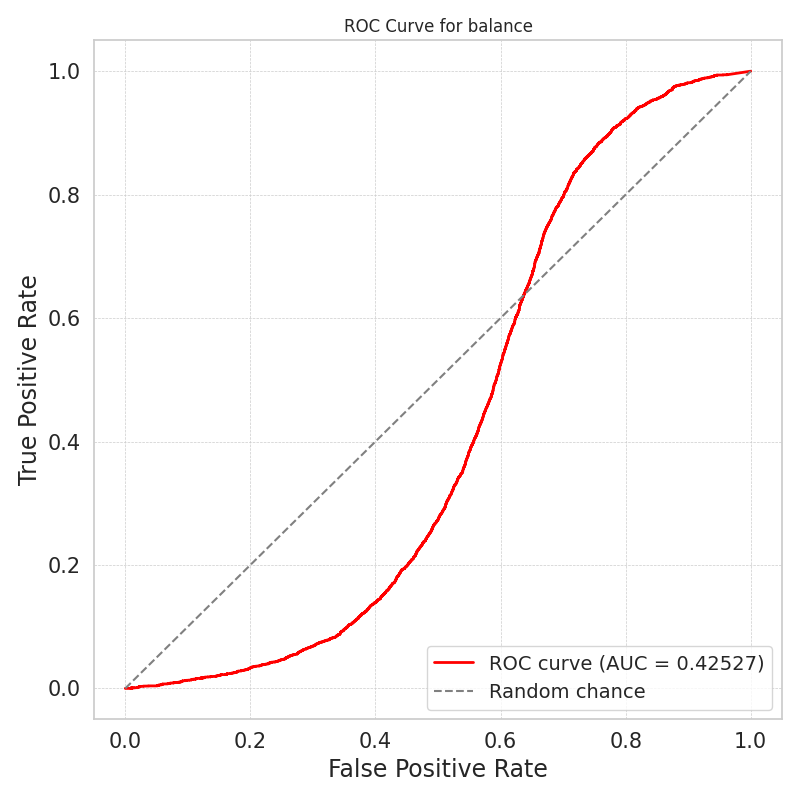 ROC Curve for balance
1.0
0.8
0.6
0.4
0.2
0.0
True Positive Rate
ROC curve (AUC = 0.42527)
Random chance
0.0 0.2 0.4 0.6 0.8 1.0
False Positive Rate